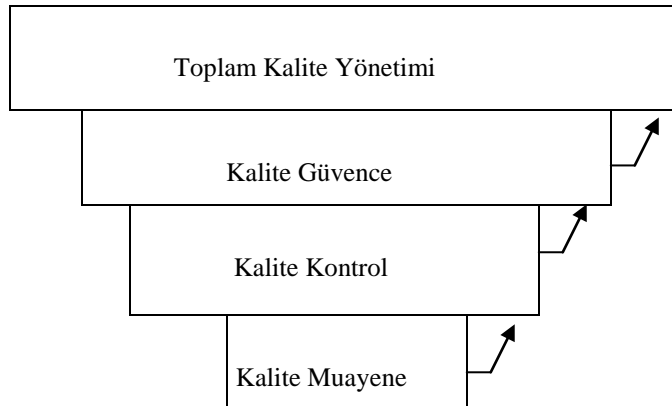 Toplam Kalite Yönetimi
Kalite Güvence
Kalite Kontrol
Kalite Muayene